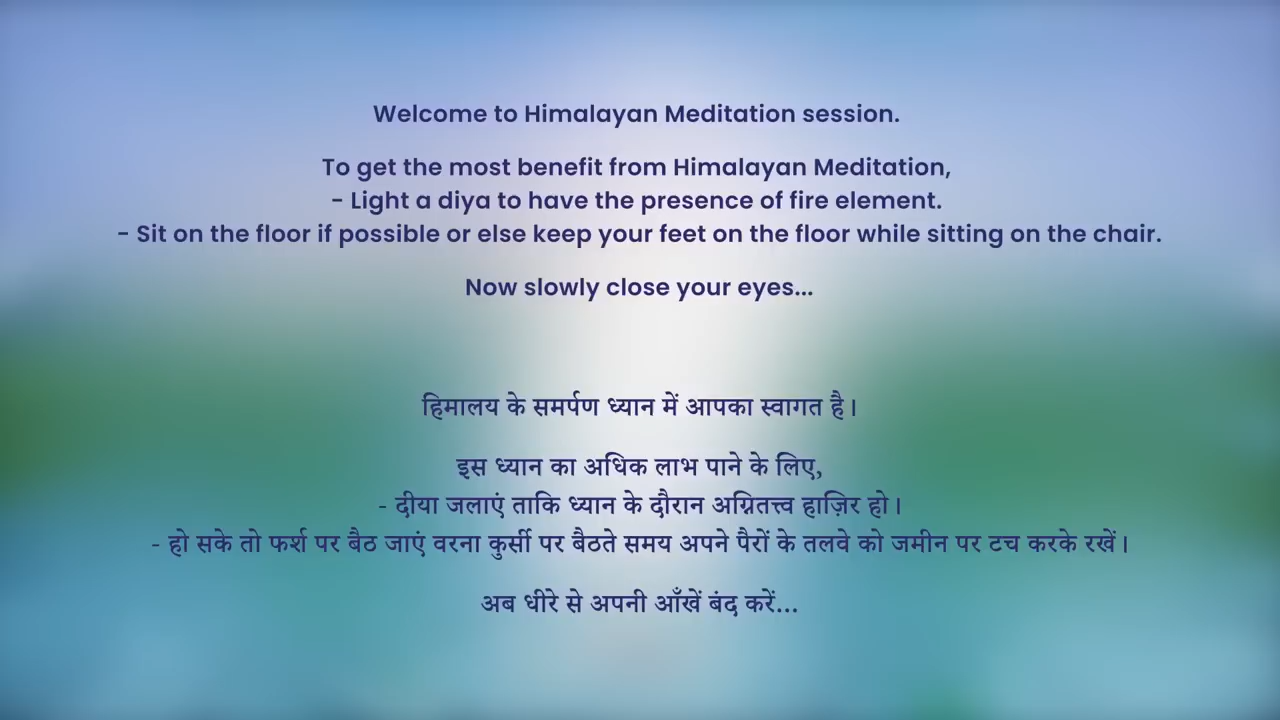 Welcome to Himalayan Meditation session.
To get the most benefit from Himalayan Meditation,
- Light a diya to have the presence of fire element.
- Sit on the floor if possible or else keep your feet on the floor while sitting on the chair.
Now slowly close your eyes...
हिमालय के समर्पण ध्यान में आपका स्वागत है।
इस ध्यान का अधिक लाभ पाने के लिए,
- दीया जलाएं ताकि ध्यान के दौरान अग्नितत्त्व हाज़िर हो।
- हो सके तो फर्श पर बैठ जाएं वरना कुर्सी पर बैठते समय अपने पैरों के तलवे को जमीन पर टच करके रखें।
अब धीरे से अपनी आँखें बंद करें...